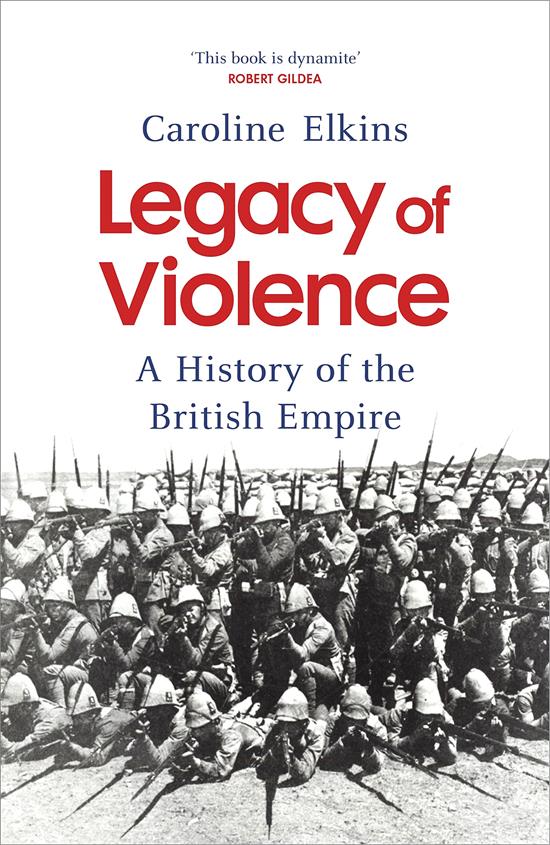 ‘This book is dynamite’
ROBERT GILDEA
Caroline Elkins
Legacy of
Violence
A History of the
British Empire